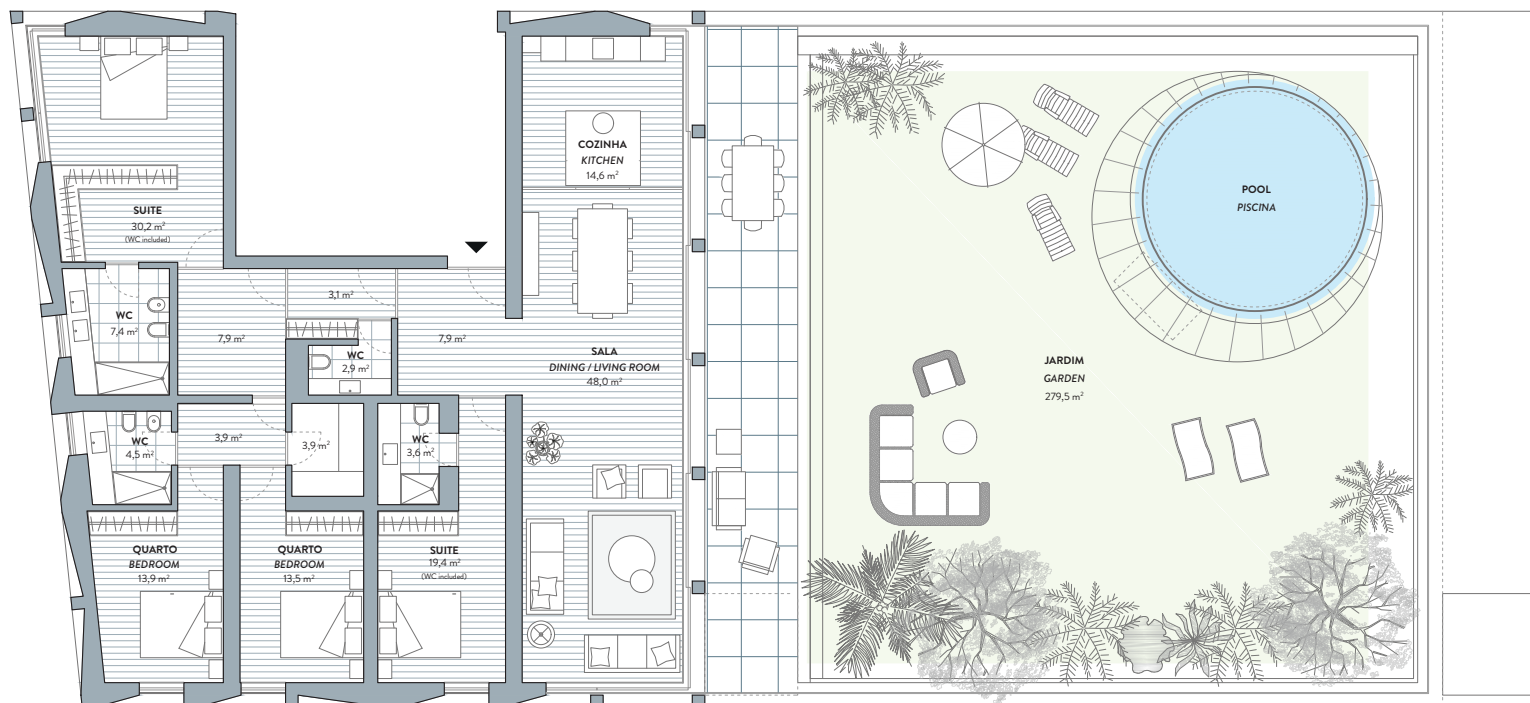 COZINHA
KITCHEN
14,6 m²
SUITE
30,2 m²
(WC included)
WC
7,4 m²
7,9 m²
3,1 m²
WC
2,9 m²
7,9 m²
SALA
DINING / LIVING ROOM
48,0 m²
WC
4,5 m²
3,9 m²
3,9 m²
WC
3,6 m²
QUARTO
BEDROOM
13,9 m²
QUARTO
BEDROOM
13,5 m²
SUITE
19,4 m²
(WC included)
POOL
PISCINA
JARDIM
GARDEN
279,5 m²